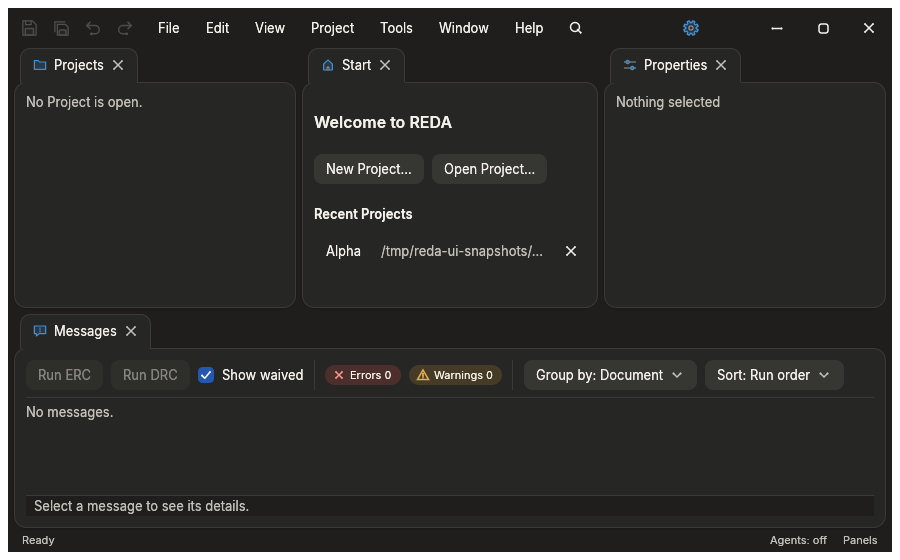 File Edit View Project Tools Window Help
Projects
Start
Properties
No Project is open.
Welcome to REDA
Nothing selected
New Project...
Open Project...
Recent Projects
Alpha /tmp/reda-ui-snapshots/...
Messages
Run ERC
Run DRC
Show waived
Errors 0
Warnings 0
Group by: Document
Sort: Run order
No messages.
Select a message to see its details.
Ready
Agents: off
Panels